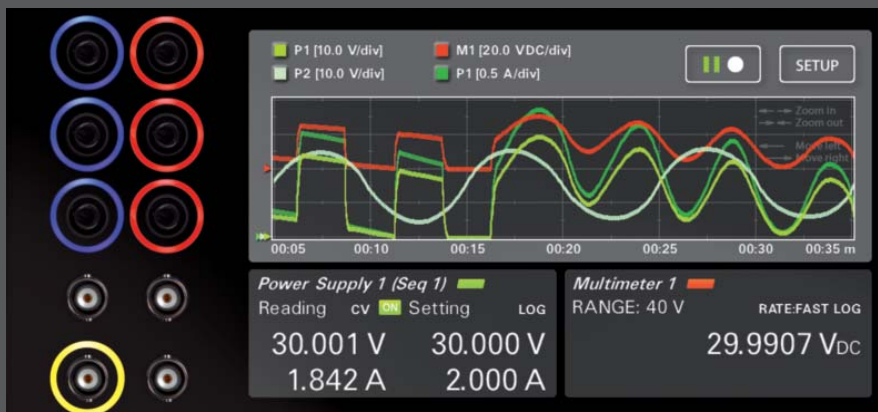 P1 [10.0 V/div]
M1 [20.0 VDC/div]
P2 [10.0 V/div]
P1 [0.5 A/div]
SETUP
Zoom in
Zoom out
Move left
Move right
00:05 00:10 00:15 00:20 00:25 00:30 00:35 m
Power Supply 1 (Seq 1)
Reading CV ON Setting LOG
30.001 V 30.000 V
1.842 A 2.000 A
Multimeter 1
RANGE: 40 V RATE:FAST LOG
29.9907 VDC